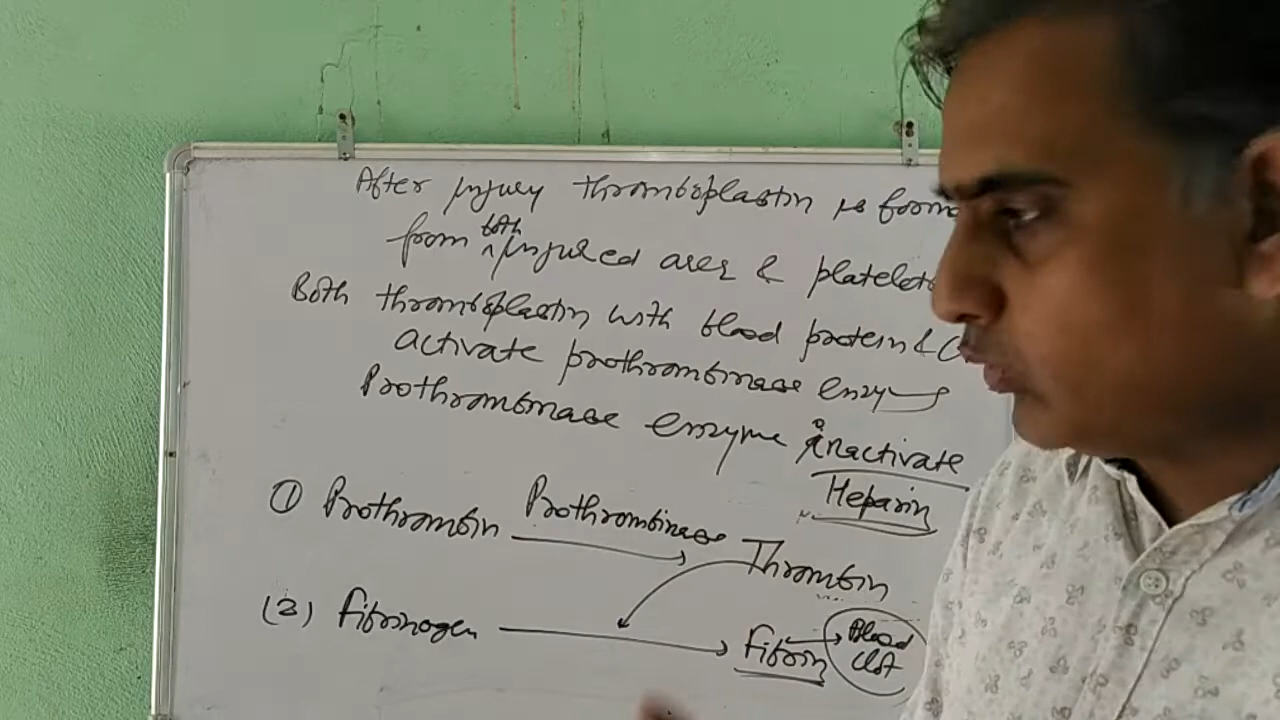 After injury thromboplastin is form
from both injured area & platelets
Both thromboplastin with blood protein & C
activate prothrombinase enzyme
Prothrombinase enzyme inactivate
Heparin
① Prothrombin Prothrombinase Thrombin
(2) Fibrinogen Fibrin Blood Clot